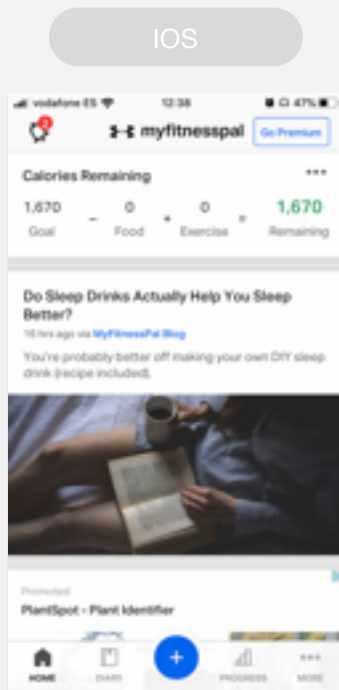 IOS
vodafone ES 12:38 47%
2
myfitnesspal Go Premium
Calories Remaining
1,670 - 0 + 0 = 1,670
Goal Food Exercise Remaining
Do Sleep Drinks Actually Help You Sleep
Better?
16 hrs ago via MyFitnessPal Blog
You're probably better off making your own DIY sleep
drink (recipe included).
Promoted
PlantSpot - Plant Identifier
+
HOME DIARY PROGRESS MORE